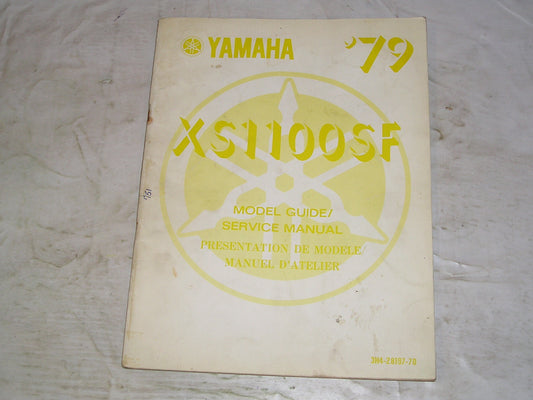 YAMAHA '79
XS1100SF
MODEL GUIDE/
SERVICE MANUAL
PRESENTATION DE MODELE/
MANUEL D'ATELIER
3H4-28197-70